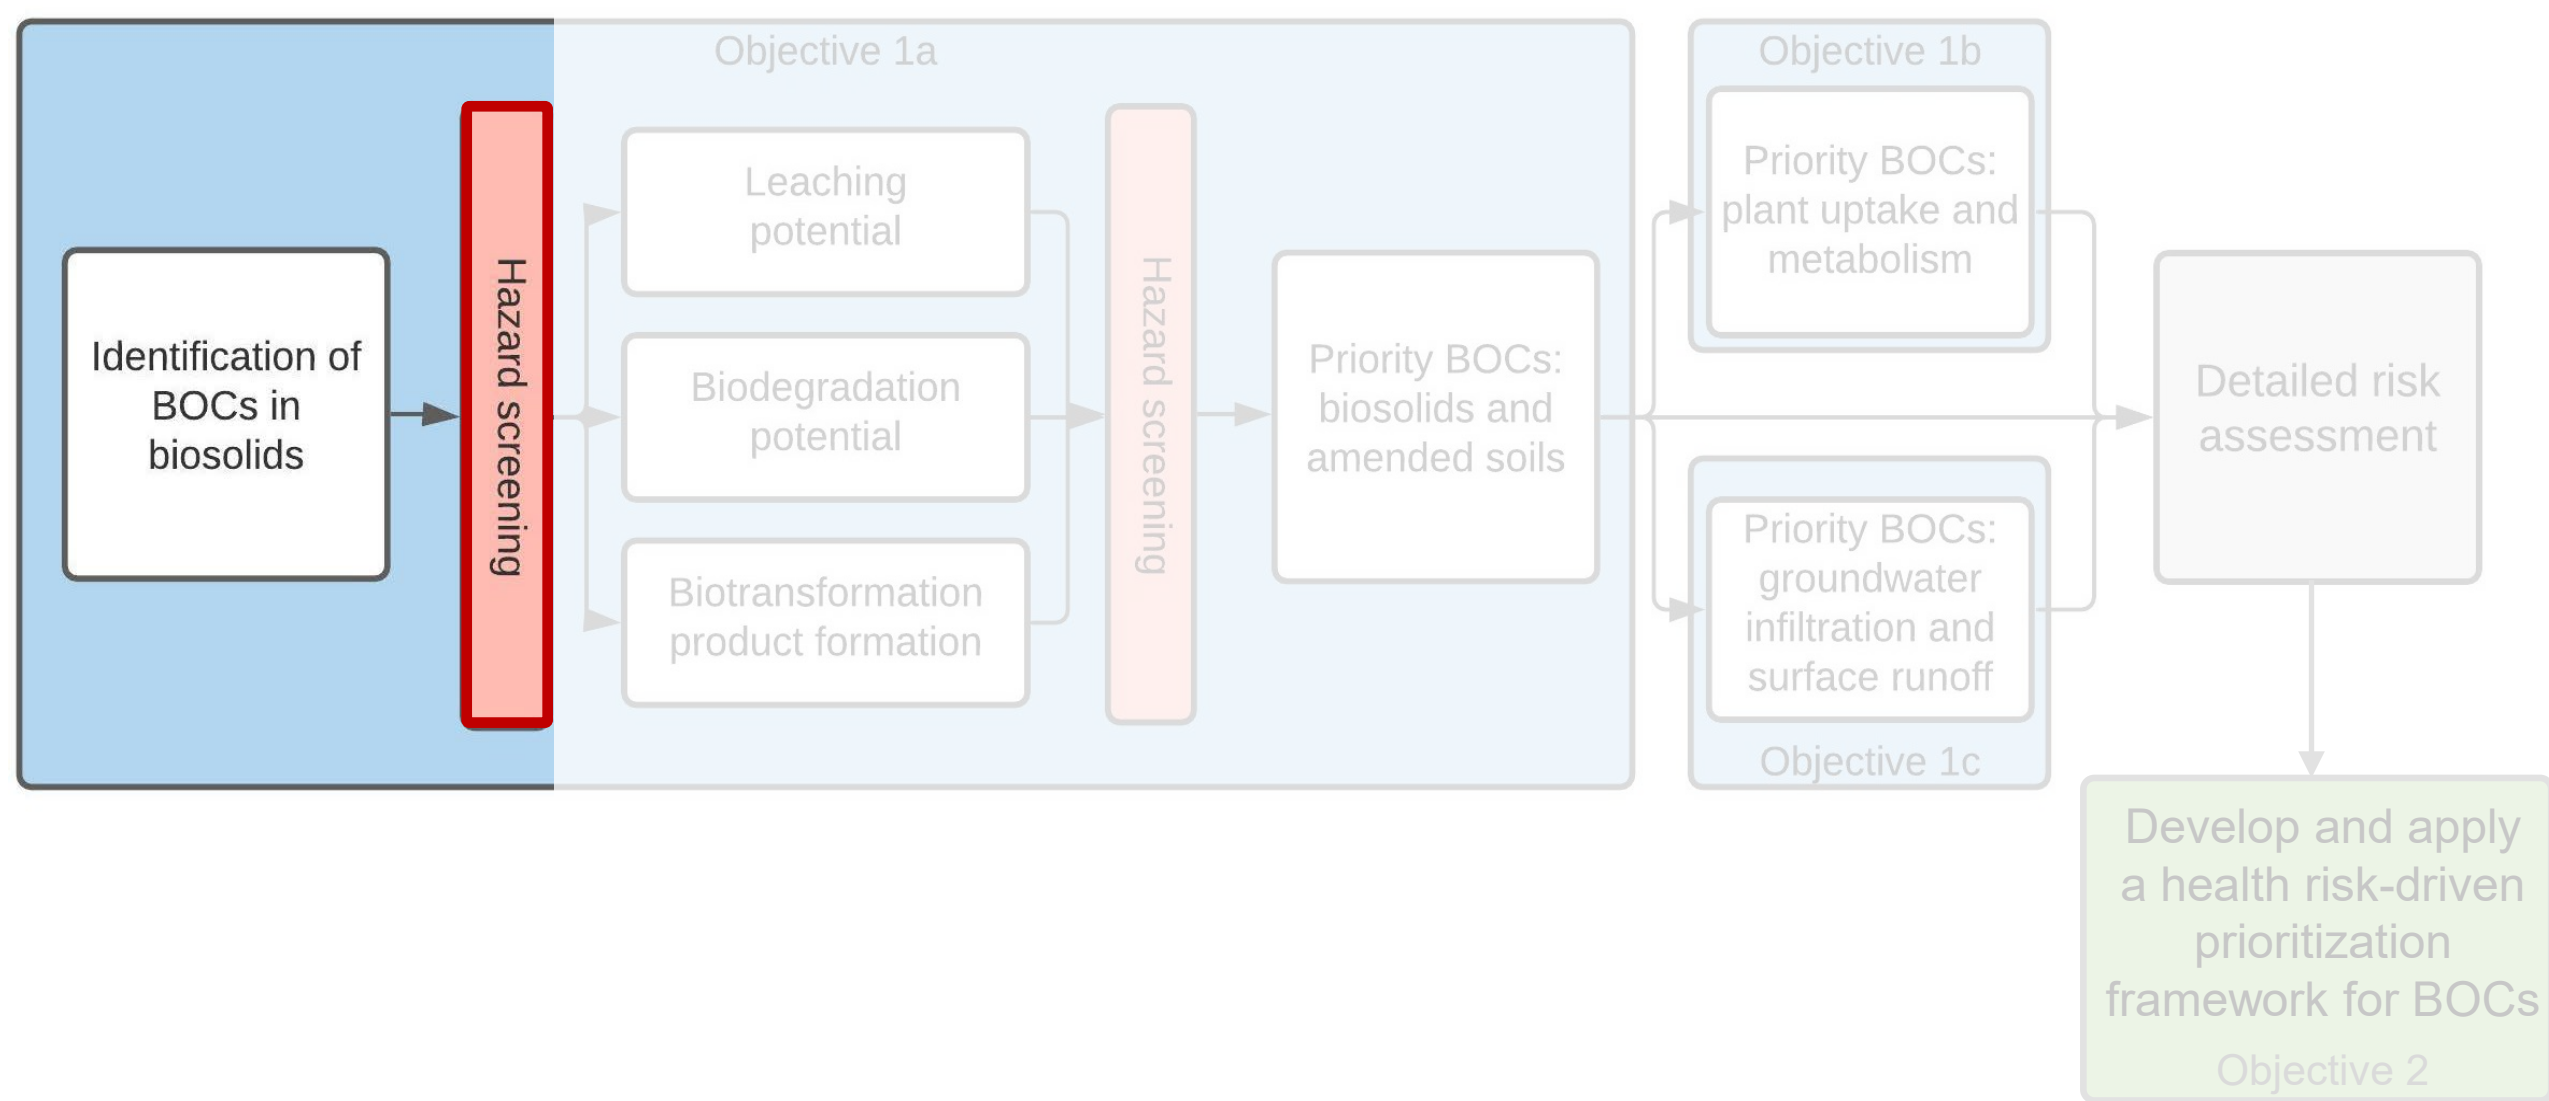 Objective 1a
Identification of
BOCs in
biosolids
Hazard screening
Leaching
potential
Biodegradation
potential
Biotransformation
product formation
Hazard screening
Priority BOCs:
biosolids and
amended soils
Objective 1b
Priority BOCs:
plant uptake and
metabolism
Priority BOCs:
groundwater
infiltration and
surface runoff
Objective 1c
Detailed risk
assessment
Develop and apply
a health risk-driven
prioritization
framework for BOCs
Objective 2